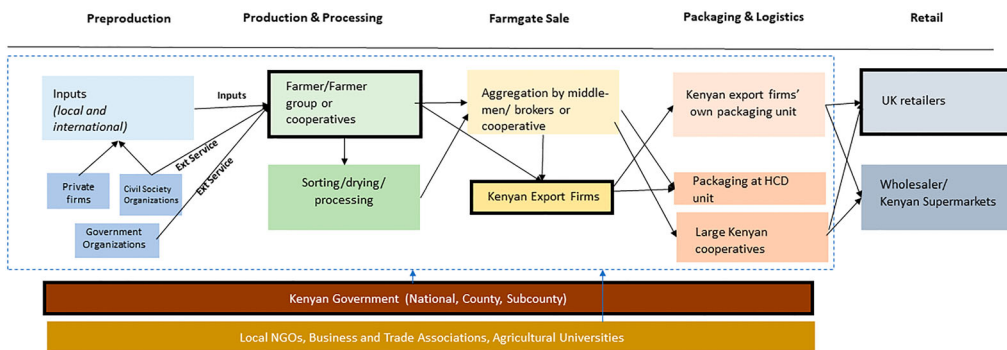 Preproduction
Production & Processing
Farmgate Sale
Packaging & Logistics
Retail
Inputs
(local and
international)
Inputs
Ext Service
Ext Service
Private
firms
Civil Society
Organizations
Government
Organizations
Farmer/Farmer
group or
cooperatives
Sorting/drying/
processing
Aggregation by middle-
men/ brokers or
cooperative
Kenyan Export Firms
Kenyan export firms'
own packaging unit
Packaging at HCD
unit
Large Kenyan
cooperatives
UK retailers
Wholesaler/
Kenyan Supermarkets
Kenyan Government (National, County, Subcounty)
Local NGOs, Business and Trade Associations, Agricultural Universities